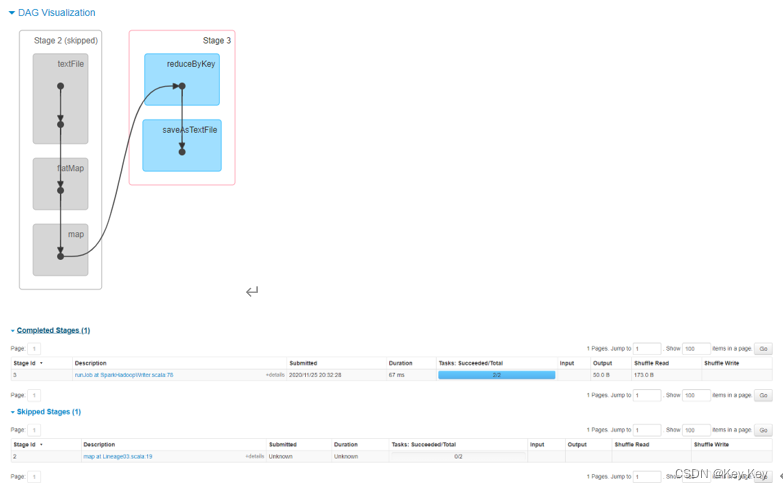 DAG Visualization
Stage 2 (skipped)
Stage 3
textFile
reduceByKey
saveAsTextFile
flatMap
map
Completed Stages (1)
Page: 1
1 Pages. Jump to 1 . Show 100 items in a page. Go
Stage Id Description Submitted Duration Tasks: Succeeded/Total Input Output Shuffle Read Shuffle Write
3 runJob at SparkHadoopWriter.scala:78 +details 2020/11/25 20:32:28 67 ms 2/2 50.0 B 173.0 B
Page: 1
1 Pages. Jump to 1 . Show 100 items in a page. Go
Skipped Stages (1)
Page: 1
1 Pages. Jump to 1 . Show 100 items in a page. Go
Stage Id Description Submitted Duration Tasks: Succeeded/Total Input Output Shuffle Read Shuffle Write
2 map at Lineage03.scala:19 +details Unknown Unknown 0/2
Page: 1
1 Pages. Jump to 1 . Show 100 items in a page. Go
CSDN @Key-Key